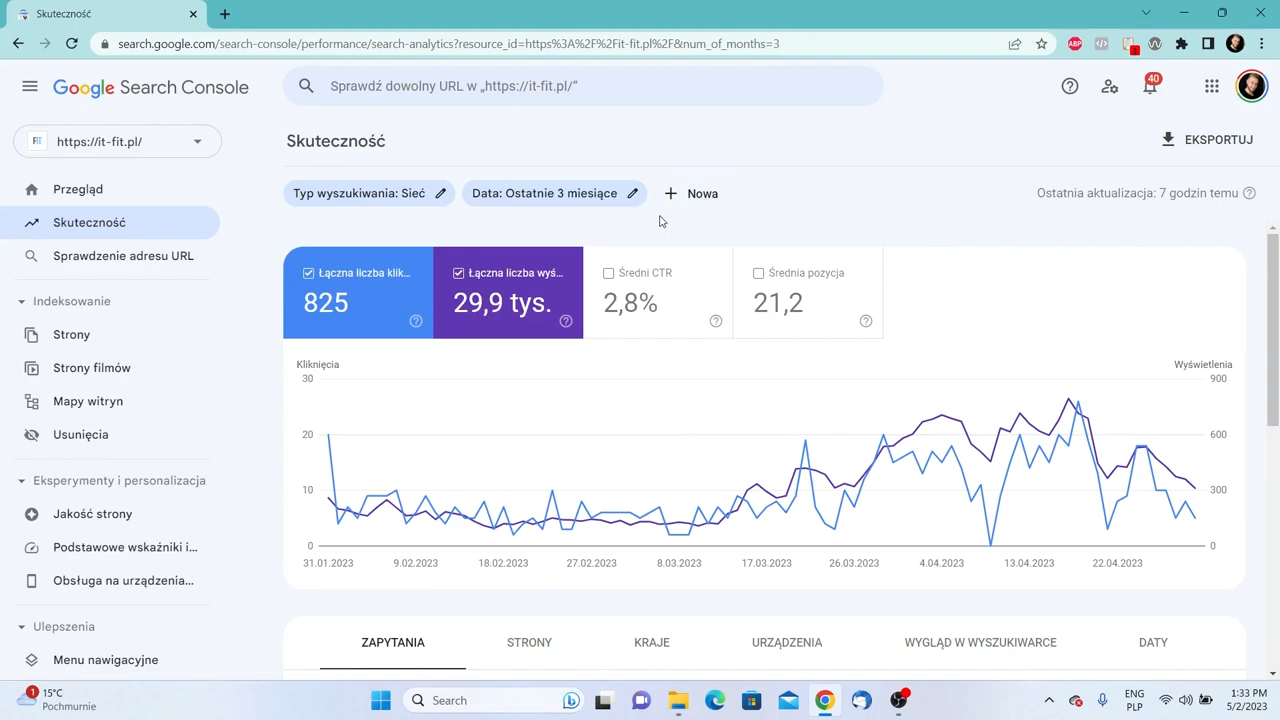 Skuteczność
search.google.com/search-console/performance/search-analytics?resource_id=https%3A%2F%2Fit-fit.pl%2F&num_of_months=3
ABP
Google Search Console
Sprawdź dowolny URL w „https://it-fit.pl/”
40
FIT https://it-fit.pl/
Skuteczność
EKSPORTUJ
Typ wyszukiwania: Sieć
Data: Ostatnie 3 miesiące
Nowa
Ostatnia aktualizacja: 7 godzin temu
Przegląd
Skuteczność
Sprawdzenie adresu URL
Indeksowanie
Strony
Strony filmów
Mapy witryn
Usunięcia
Eksperymenty i personalizacja
Jakość strony
Podstawowe wskaźniki i...
Obsługa na urządzenia...
Ulepszenia
Menu nawigacyjne
Łączna liczba klik...
825
Łączna liczba wyś...
29,9 tys.
Średni CTR
2,8%
Średnia pozycja
21,2
Kliknięcia
Wyświetlenia
30
900
20
600
10
300
0
0
31.01.2023
9.02.2023
18.02.2023
27.02.2023
8.03.2023
17.03.2023
26.03.2023
4.04.2023
13.04.2023
22.04.2023
ZAPYTANIA
STRONY
KRAJE
URZĄDZENIA
WYGLĄD W WYSZUKIWARCE
DATY
1
15°C
Pochmurnie
Search
ENG
PLP
1:33 PM
5/2/2023